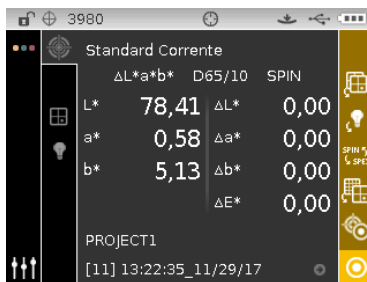 3980
Standard Corrente
ΔL*a*b* D65/10 SPIN
L* 78,41 ΔL* 0,00
a* 0,58 Δa* 0,00
b* 5,13 Δb* 0,00
ΔE* 0,00
SPIN
SPEX
PROJECT1
[11] 13:22:35_11/29/17